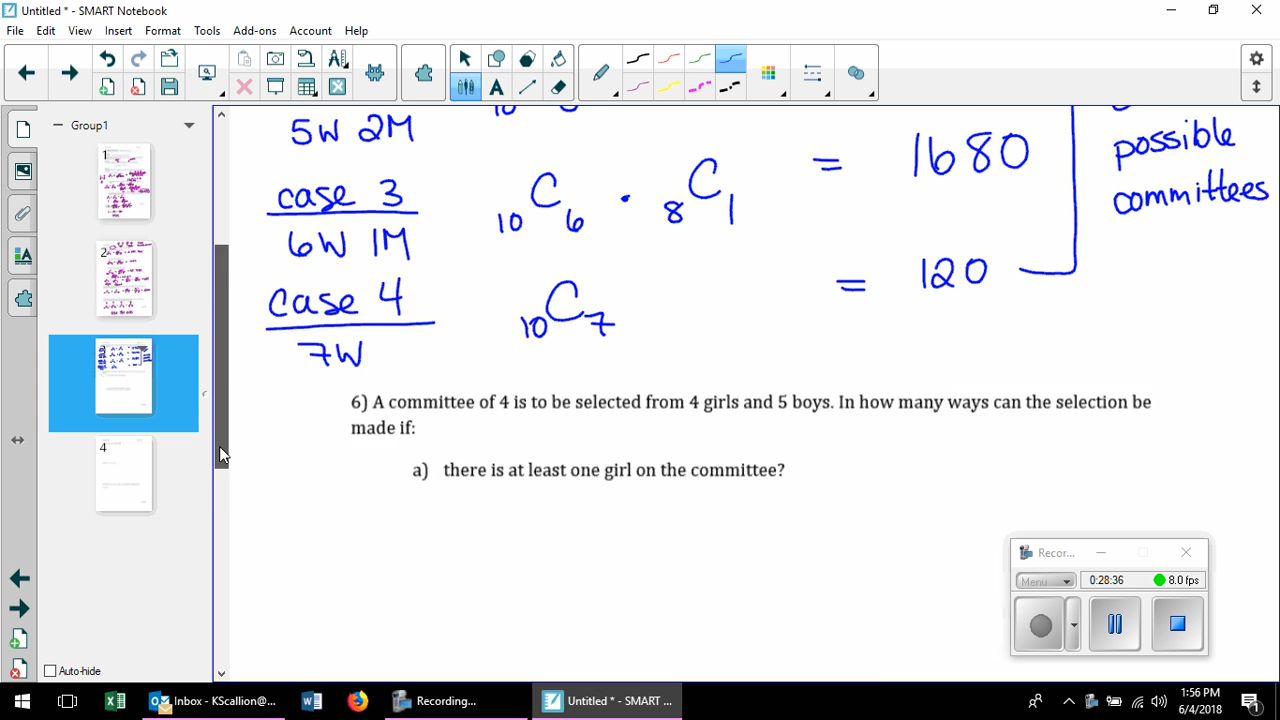 Untitled * - SMART Notebook
File Edit View Insert Format Tools Add-ons Account Help
Group1
1
2
4
5W 2M
case 3
10C6 · 8C1 = 1680
6W 1M
case 4
10C7 = 120
7W
possible
committees
6) A committee of 4 is to be selected from 4 girls and 5 boys. In how many ways can the selection be
made if:
a) there is at least one girl on the committee?
Recor...
Menu 0:28:36 8.0 fps
Auto-hide
Inbox - KScallion@... Recording... Untitled * - SMART ...
1:56 PM
6/4/2018